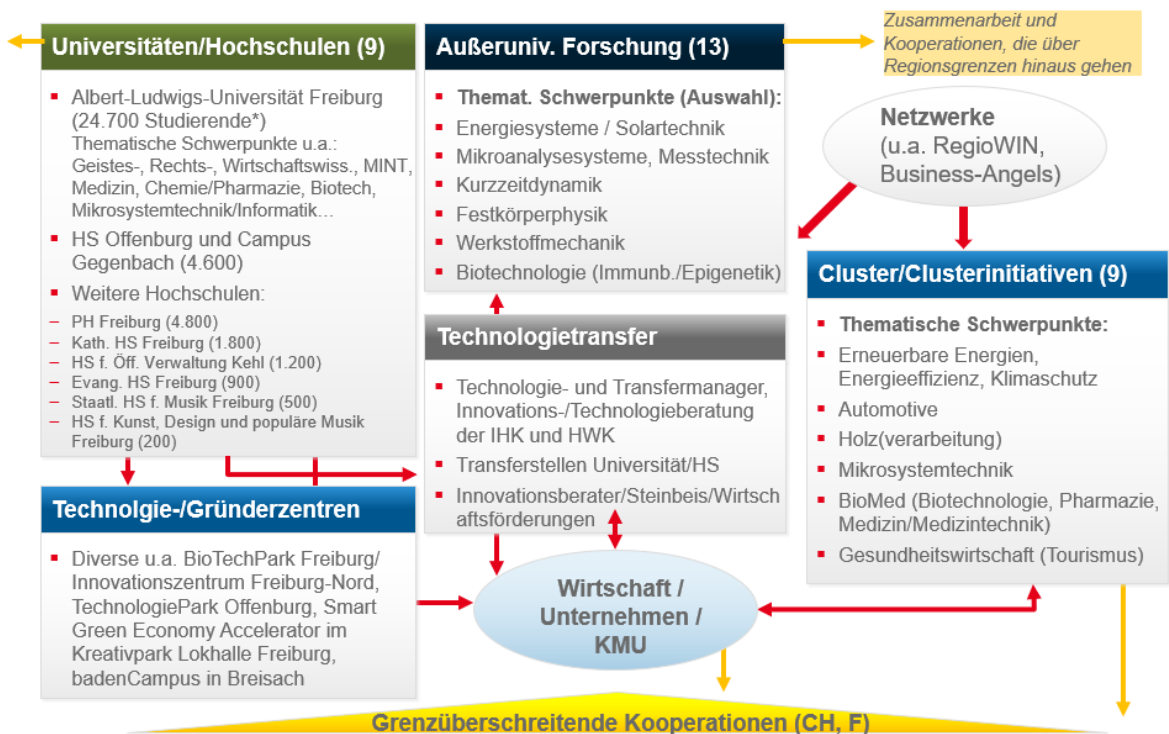 Universitäten/Hochschulen (9)
Albert-Ludwigs-Universität Freiburg
(24.700 Studierende*)
Thematische Schwerpunkte u.a.:
Geistes-, Rechts-, Wirtschaftswiss., MINT,
Medizin, Chemie/Pharmazie, Biotech,
Mikrosystemtechnik/Informatik…
HS Offenburg und Campus
Gegenbach (4.600)
Weitere Hochschulen:
– PH Freiburg (4.800)
– Kath. HS Freiburg (1.800)
– HS f. Öff. Verwaltung Kehl (1.200)
– Evang. HS Freiburg (900)
– Staatl. HS f. Musik Freiburg (500)
– HS f. Kunst, Design und populäre Musik
Freiburg (200)
Außeruniv. Forschung (13)
Themat. Schwerpunkte (Auswahl):
Energiesysteme / Solartechnik
Mikroanalysesysteme, Messtechnik
Kurzzeitdynamik
Festkörperphysik
Werkstoffmechanik
Biotechnologie (Immunb./Epigenetik)
Zusammenarbeit und
Kooperationen, die über
Regionsgrenzen hinaus gehen
Netzwerke
(u.a. RegioWIN,
Business-Angels)
Technologietransfer
Technologie- und Transfermanager,
Innovations-/Technologieberatung
der IHK und HWK
Transferstellen Universität/HS
Innovationsberater/Steinbeis/Wirtsch
aftsförderungen
Cluster/Clusterinitiativen (9)
Thematische Schwerpunkte:
Erneuerbare Energien,
Energieeffizienz, Klimaschutz
Automotive
Holz(verarbeitung)
Mikrosystemtechnik
BioMed (Biotechnologie, Pharmazie,
Medizin/Medizintechnik)
Gesundheitswirtschaft (Tourismus)
Technolgie-/Gründerzentren
Diverse u.a. BioTechPark Freiburg/
Innovationszentrum Freiburg-Nord,
TechnologiePark Offenburg, Smart
Green Economy Accelerator im
Kreativpark Lokhalle Freiburg,
badenCampus in Breisach
Wirtschaft /
Unternehmen /
KMU
Grenzüberschreitende Kooperationen (CH, F)